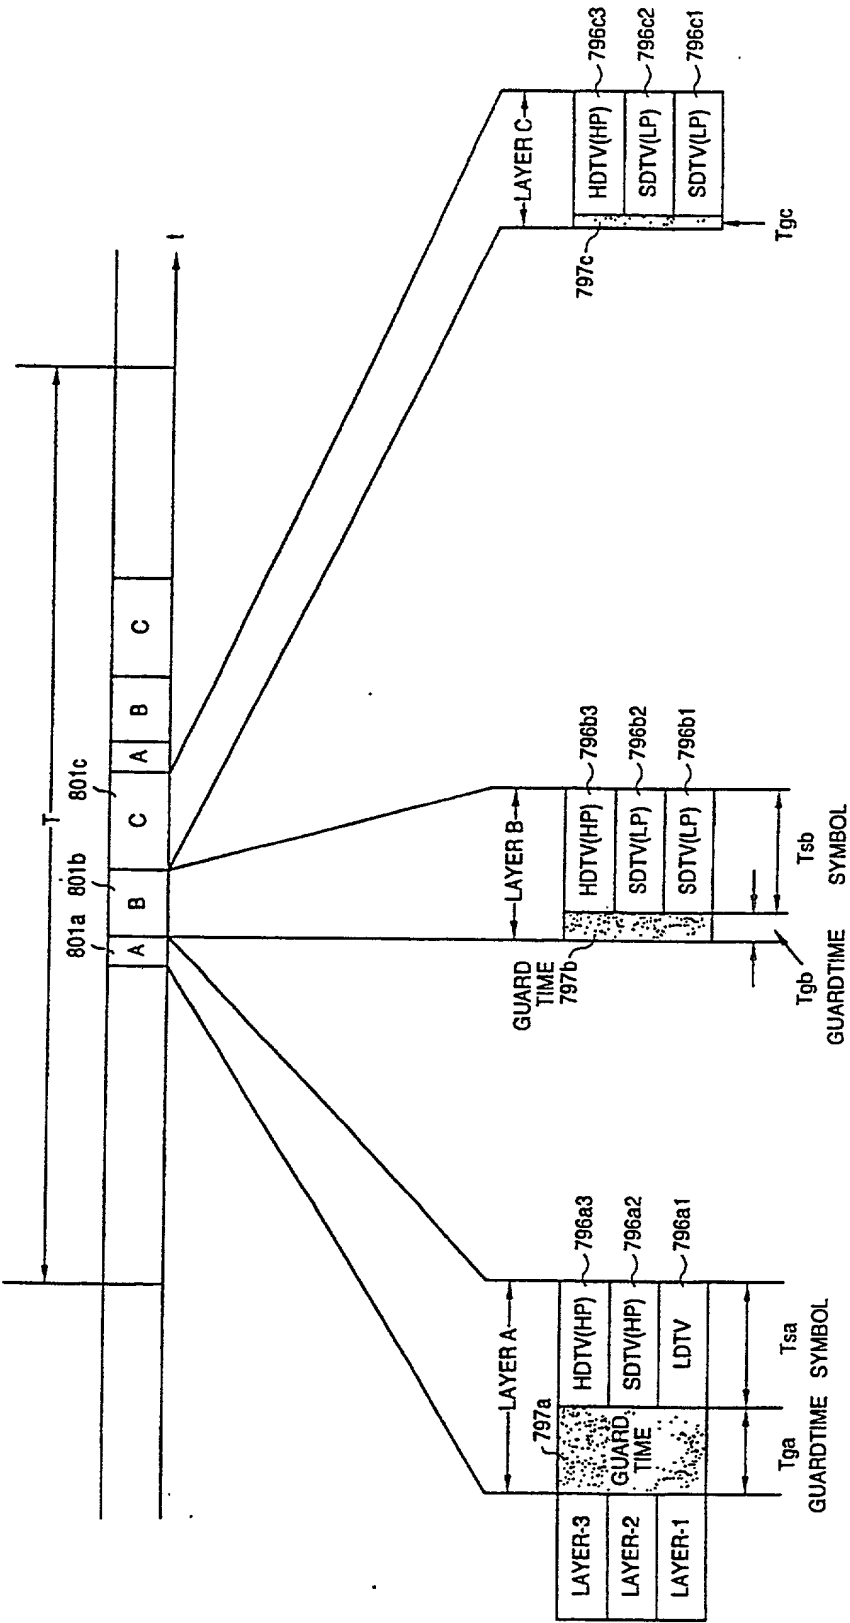 T
801a
801b
801c
A
B
C
A
B
C
t
LAYER A
LAYER B
LAYER C
797a
LAYER-3
GUARD
TIME
HDTV(HP)
796a3
LAYER-2
SDTV(HP)
796a2
LAYER-1
LDTV
796a1
Tga
Tsa
GUARDTIME
SYMBOL
GUARD
TIME
797b
HDTV(HP)
796b3
SDTV(LP)
796b2
SDTV(LP)
796b1
Tgb
Tsb
GUARDTIME
SYMBOL
797c
HDTV(HP)
796c3
SDTV(LP)
796c2
SDTV(LP)
796c1
Tgc